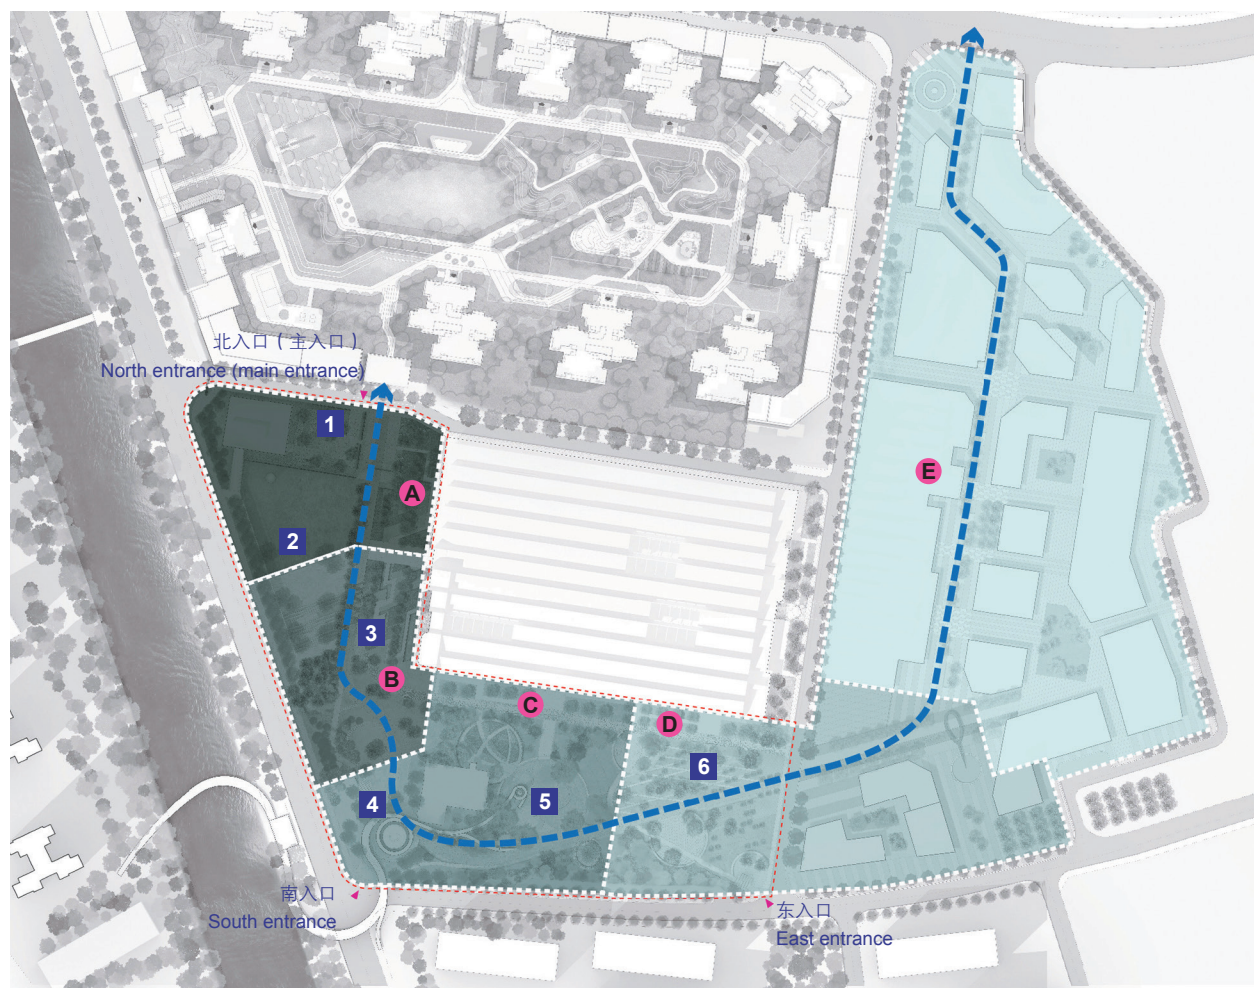 北入口 ( 主入口 )
North entrance (main entrance)
1
A
E
2
3
B
C
D
6
4
5
南入口
South entrance
东入口
East entrance